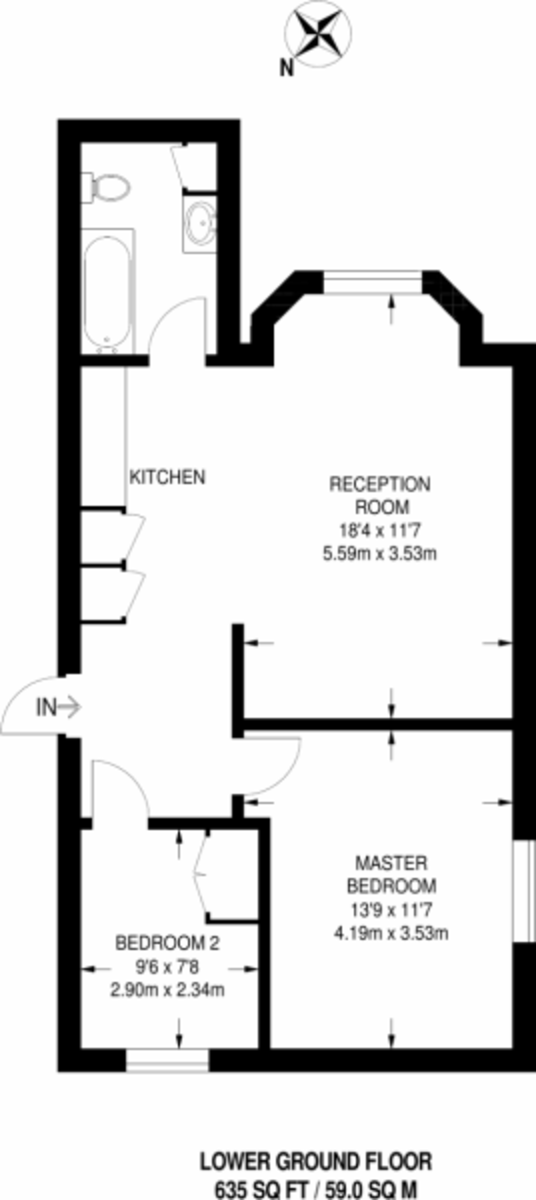 N
KITCHEN
RECEPTION
ROOM
18'4 x 11'7
5.59m x 3.53m
IN
MASTER
BEDROOM
13'9 x 11'7
4.19m x 3.53m
BEDROOM 2
9'6 x 7'8
2.90m x 2.34m
LOWER GROUND FLOOR
635 SQ FT / 59.0 SQ M